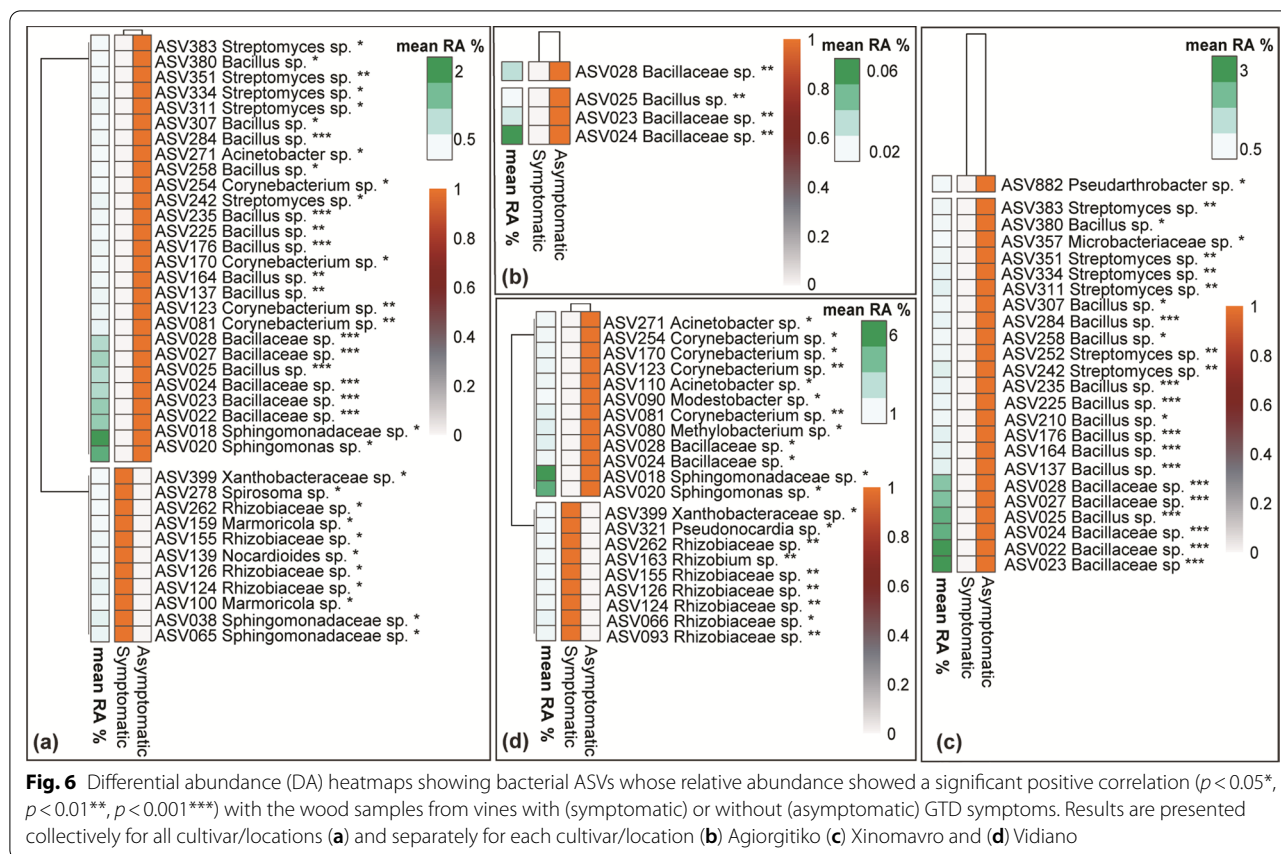 ASV383 Streptomyces sp. *
ASV380 Bacillus sp. *
ASV351 Streptomyces sp. **
ASV334 Streptomyces sp. *
ASV311 Streptomyces sp. *
ASV307 Bacillus sp. *
ASV284 Bacillus sp. ***
ASV271 Acinetobacter sp. *
ASV258 Bacillus sp. *
ASV254 Corynebacterium sp. *
ASV242 Streptomyces sp. *
ASV235 Bacillus sp. ***
ASV225 Bacillus sp. **
ASV176 Bacillus sp. ***
ASV170 Corynebacterium sp. *
ASV164 Bacillus sp. **
ASV137 Bacillus sp. **
ASV123 Corynebacterium sp. **
ASV081 Corynebacterium sp. **
ASV028 Bacillaceae sp. ***
ASV027 Bacillaceae sp. ***
ASV025 Bacillus sp. ***
ASV024 Bacillaceae sp. ***
ASV023 Bacillaceae sp. ***
ASV022 Bacillaceae sp. ***
ASV018 Sphingomonadaceae sp. *
ASV020 Sphingomonas sp. *
ASV399 Xanthobacteraceae sp. *
ASV278 Spirosoma sp. *
ASV262 Rhizobiaceae sp. *
ASV159 Marmoricola sp. *
ASV155 Rhizobiaceae sp. *
ASV139 Nocardioides sp. *
ASV126 Rhizobiaceae sp. *
ASV124 Rhizobiaceae sp. *
ASV100 Marmoricola sp. *
ASV038 Sphingomonadaceae sp. *
ASV065 Sphingomonadaceae sp. *
mean RA %
Symptomatic
Asymptomatic
mean RA %
2
0.5
1
0.8
0.6
0.4
0.2
0
(a)
ASV028 Bacillaceae sp. **
ASV025 Bacillus sp. **
ASV023 Bacillaceae sp. **
ASV024 Bacillaceae sp. **
mean RA %
Symptomatic
Asymptomatic
1
0.8
0.6
0.4
0.2
0
mean RA %
0.06
0.02
(b)
ASV271 Acinetobacter sp. *
ASV254 Corynebacterium sp. *
ASV170 Corynebacterium sp. *
ASV123 Corynebacterium sp. **
ASV110 Acinetobacter sp. *
ASV090 Modestobacter sp. *
ASV081 Corynebacterium sp. **
ASV080 Methylobacterium sp. *
ASV028 Bacillaceae sp. *
ASV024 Bacillaceae sp. *
ASV018 Sphingomonadaceae sp. *
ASV020 Sphingomonas sp. *
ASV399 Xanthobacteraceae sp. *
ASV321 Pseudonocardia sp. *
ASV262 Rhizobiaceae sp. **
ASV163 Rhizobium sp. **
ASV155 Rhizobiaceae sp. **
ASV126 Rhizobiaceae sp. **
ASV124 Rhizobiaceae sp. **
ASV066 Rhizobiaceae sp. *
ASV093 Rhizobiaceae sp. **
mean RA %
Symptomatic
Asymptomatic
mean RA %
6
1
1
0.8
0.6
0.4
0.2
0
(d)
mean RA %
3
0.5
ASV882 Pseudarthrobacter sp. *
ASV383 Streptomyces sp. **
ASV380 Bacillus sp. *
ASV357 Microbacteriaceae sp. *
ASV351 Streptomyces sp. **
ASV334 Streptomyces sp. **
ASV311 Streptomyces sp. **
ASV307 Bacillus sp. *
ASV284 Bacillus sp. ***
ASV258 Bacillus sp. *
ASV252 Streptomyces sp. **
ASV242 Streptomyces sp. **
ASV235 Bacillus sp. ***
ASV225 Bacillus sp. ***
ASV210 Bacillus sp. *
ASV176 Bacillus sp. ***
ASV164 Bacillus sp. ***
ASV137 Bacillus sp. ***
ASV028 Bacillaceae sp. ***
ASV027 Bacillaceae sp. ***
ASV025 Bacillus sp. ***
ASV024 Bacillaceae sp. ***
ASV022 Bacillaceae sp. ***
ASV023 Bacillaceae sp ***
mean RA %
Symptomatic
Asymptomatic
1
0.8
0.6
0.4
0.2
0
(c)
Fig. 6 Differential abundance (DA) heatmaps showing bacterial ASVs whose relative abundance showed a significant positive correlation (p < 0.05*,
p < 0.01**, p < 0.001***) with the wood samples from vines with (symptomatic) or without (asymptomatic) GTD symptoms. Results are presented
collectively for all cultivar/locations (a) and separately for each cultivar/location (b) Agiorgitiko (c) Xinomavro and (d) Vidiano